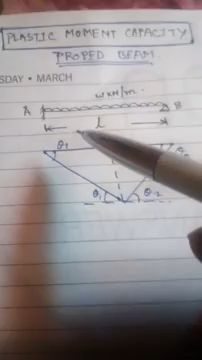 PLASTIC MOMENT CAPACITY
PROPED BEAM.
SDAY • MARCH
w kN/m.
A B
l
θ1
θ1 θ2